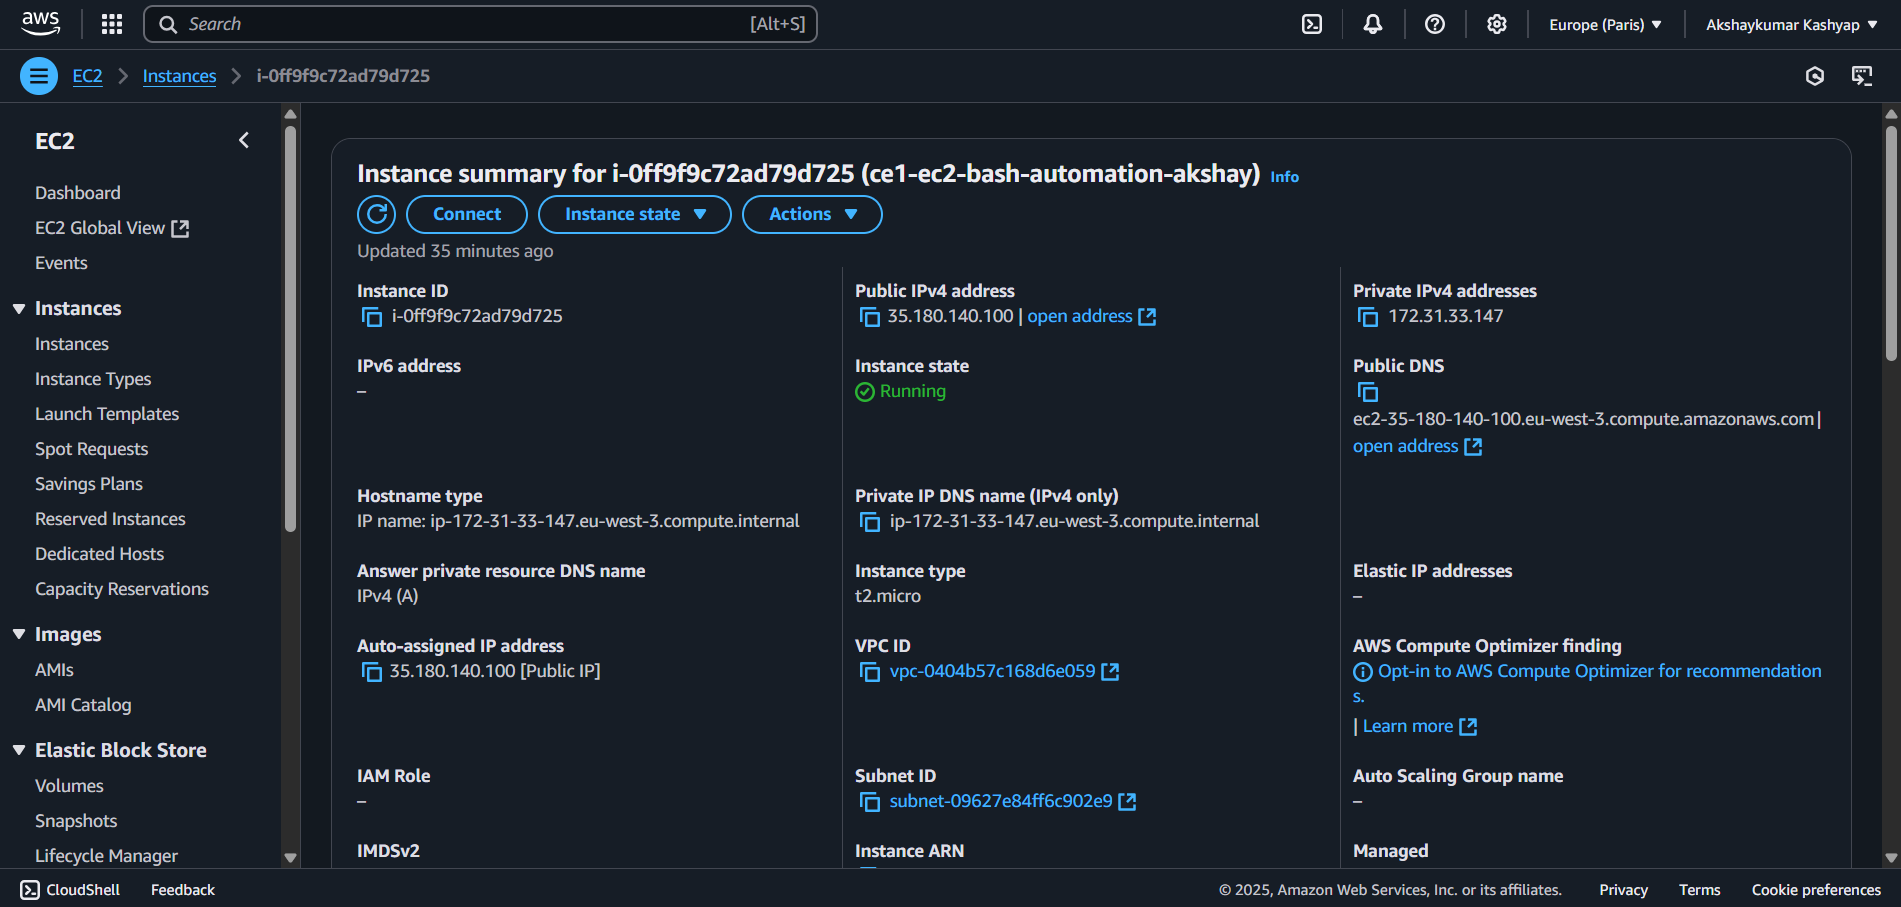 aws
Search [Alt+S]
Europe (Paris)
Akshaykumar Kashyap
EC2
Instances
i-0ff9f9c72ad79d725
EC2
Dashboard
EC2 Global View
Events
Instances
Instances
Instance Types
Launch Templates
Spot Requests
Savings Plans
Reserved Instances
Dedicated Hosts
Capacity Reservations
Images
AMIs
AMI Catalog
Elastic Block Store
Volumes
Snapshots
Lifecycle Manager
Instance summary for i-0ff9f9c72ad79d725 (ce1-ec2-bash-automation-akshay) Info
Connect
Instance state
Actions
Updated 35 minutes ago
Instance ID
i-0ff9f9c72ad79d725
Public IPv4 address
35.180.140.100 | open address
Private IPv4 addresses
172.31.33.147
IPv6 address
–
Instance state
Running
Public DNS
ec2-35-180-140-100.eu-west-3.compute.amazonaws.com |
open address
Hostname type
IP name: ip-172-31-33-147.eu-west-3.compute.internal
Private IP DNS name (IPv4 only)
ip-172-31-33-147.eu-west-3.compute.internal
Answer private resource DNS name
IPv4 (A)
Instance type
t2.micro
Elastic IP addresses
–
Auto-assigned IP address
35.180.140.100 [Public IP]
VPC ID
vpc-0404b57c168d6e059
AWS Compute Optimizer finding
Opt-in to AWS Compute Optimizer for recommendation
s.
| Learn more
IAM Role
–
Subnet ID
subnet-09627e84ff6c902e9
Auto Scaling Group name
–
IMDSv2
Instance ARN
Managed
CloudShell
Feedback
© 2025, Amazon Web Services, Inc. or its affiliates.
Privacy
Terms
Cookie preferences